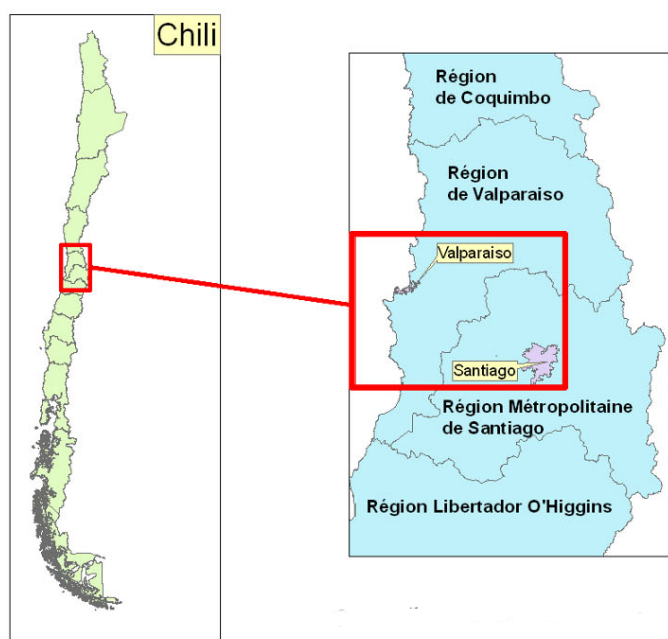 Chili
Région
de Coquimbo
Région
de Valparaiso
Valparaiso
Santiago
Région Métropolitaine
de Santiago
Région Libertador O'Higgins